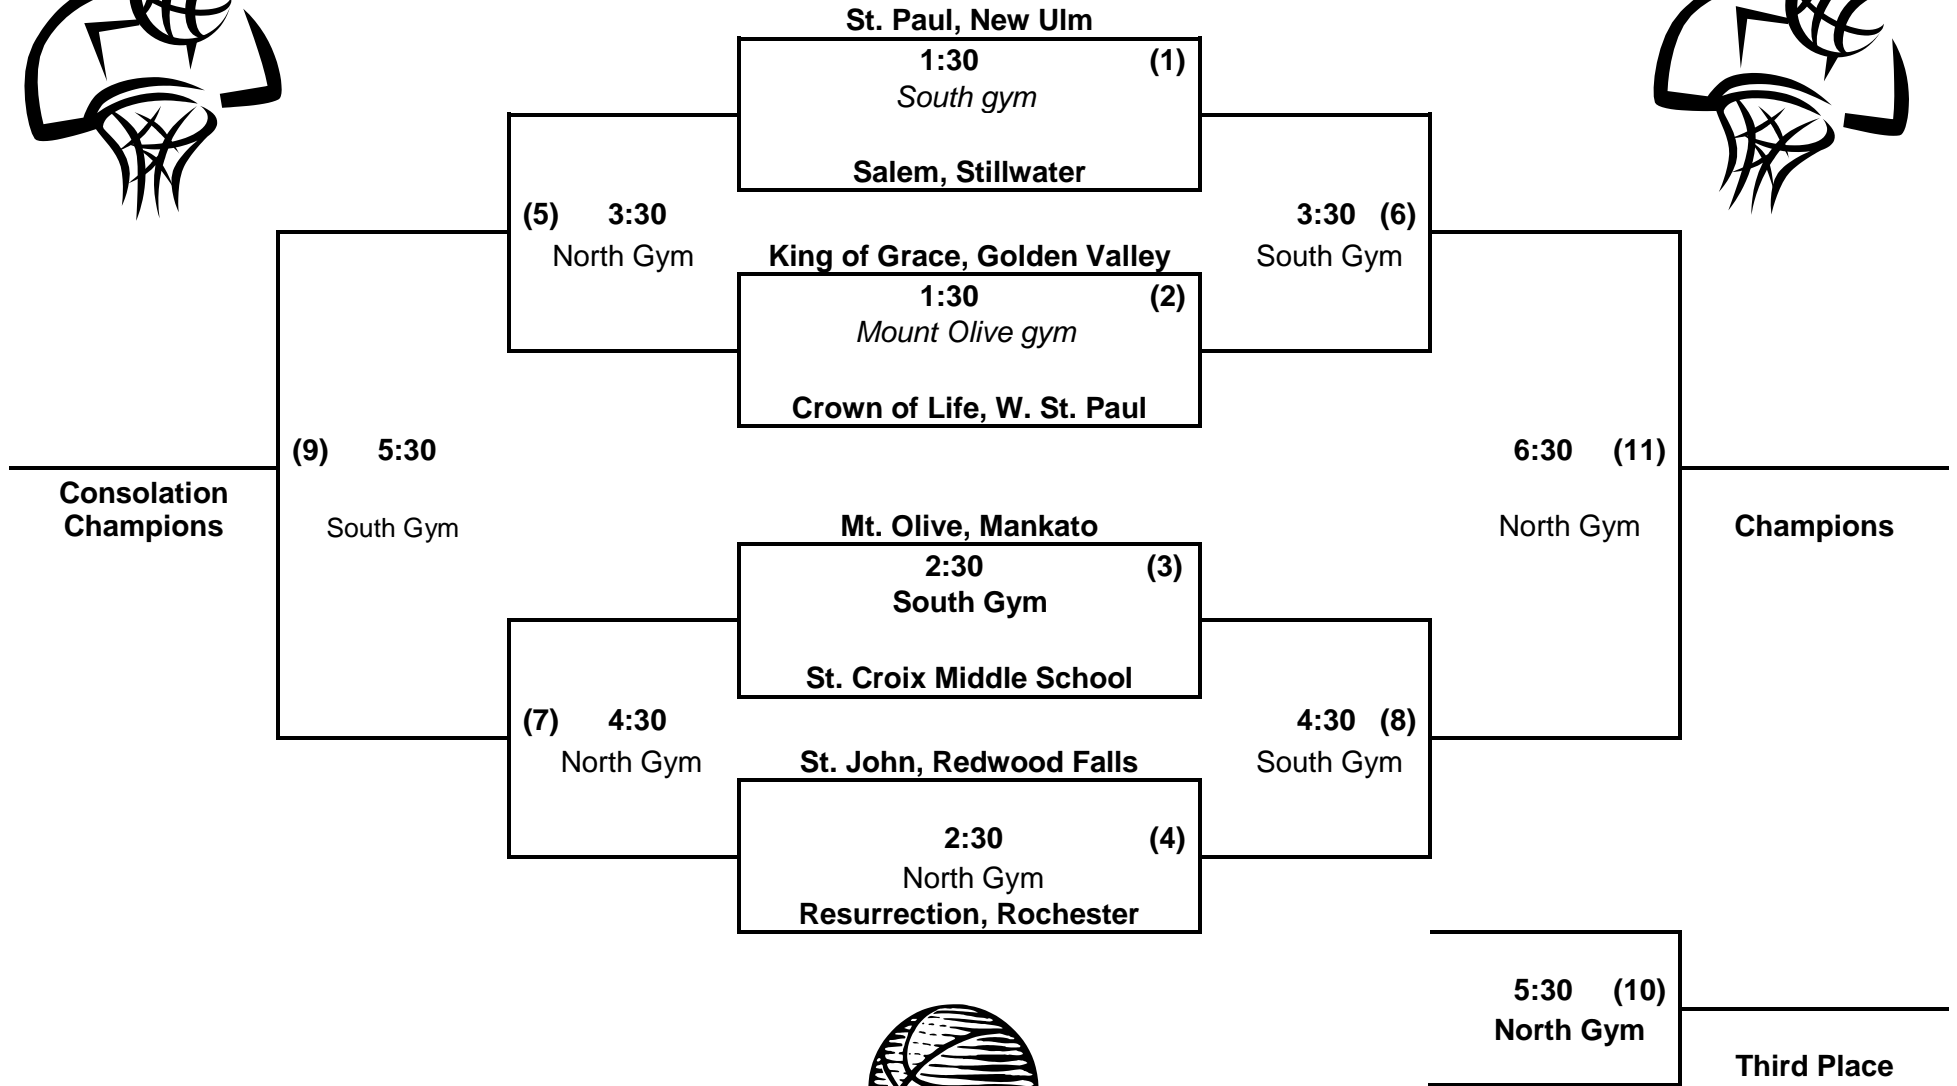 St. Paul, New Ulm
1:30 (1)
South gym
Salem, Stillwater
(5) 3:30
North Gym
3:30 (6)
South Gym
King of Grace, Golden Valley
1:30 (2)
Mount Olive gym
Crown of Life, W. St. Paul
(9) 5:30
South Gym
Consolation
Champions
6:30 (11)
North Gym
Champions
Mt. Olive, Mankato
2:30 (3)
South Gym
St. Croix Middle School
(7) 4:30
North Gym
4:30 (8)
South Gym
St. John, Redwood Falls
2:30 (4)
North Gym
Resurrection, Rochester
5:30 (10)
North Gym
Third Place